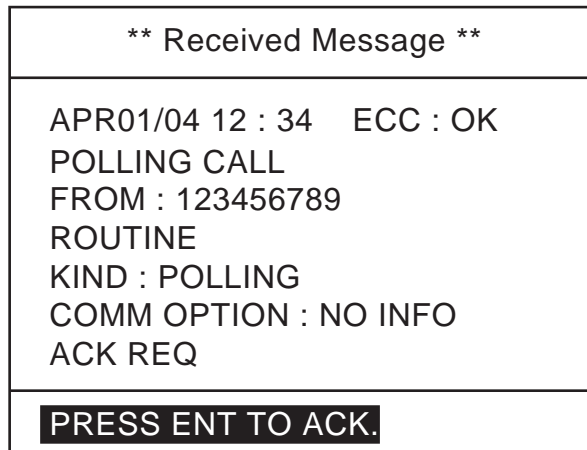 ** Received Message **
APR01/04 12 : 34 ECC : OK
POLLING CALL
FROM : 123456789
ROUTINE
KIND : POLLING
COMM OPTION : NO INFO
ACK REQ
PRESS ENT TO ACK.